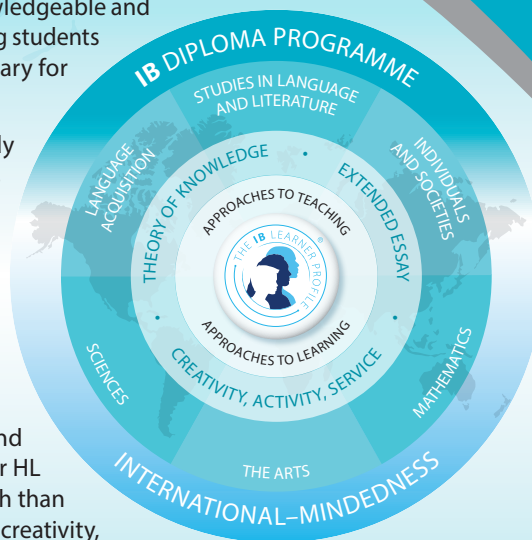 wledgeable and
g students
ary for
ly
nd
r HL
h than
creativity,
IB DIPLOMA PROGRAMME
STUDIES IN LANGUAGE
AND LITERATURE
LANGUAGE
ACQUISITION
INDIVIDUALS
AND SOCIETIES
THEORY OF KNOWLEDGE
•
EXTENDED ESSAY
APPROACHES TO TEACHING
THE IB LEARNER PROFILE ®
APPROACHES TO LEARNING
•
CREATIVITY, ACTIVITY, SERVICE
•
SCIENCES
MATHEMATICS
THE ARTS
INTERNATIONAL–MINDEDNESS